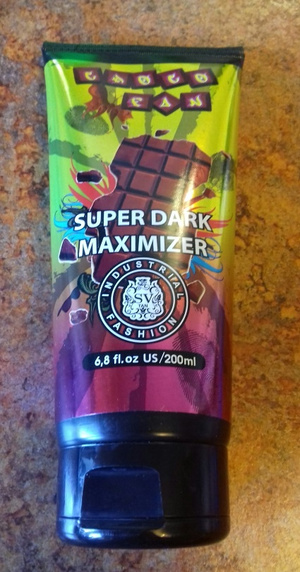 CHOCO
TAN
SUPER DARK
MAXIMIZER
INDUSTRIAL
SV
FASHION
6,8 fl.oz US/200ml